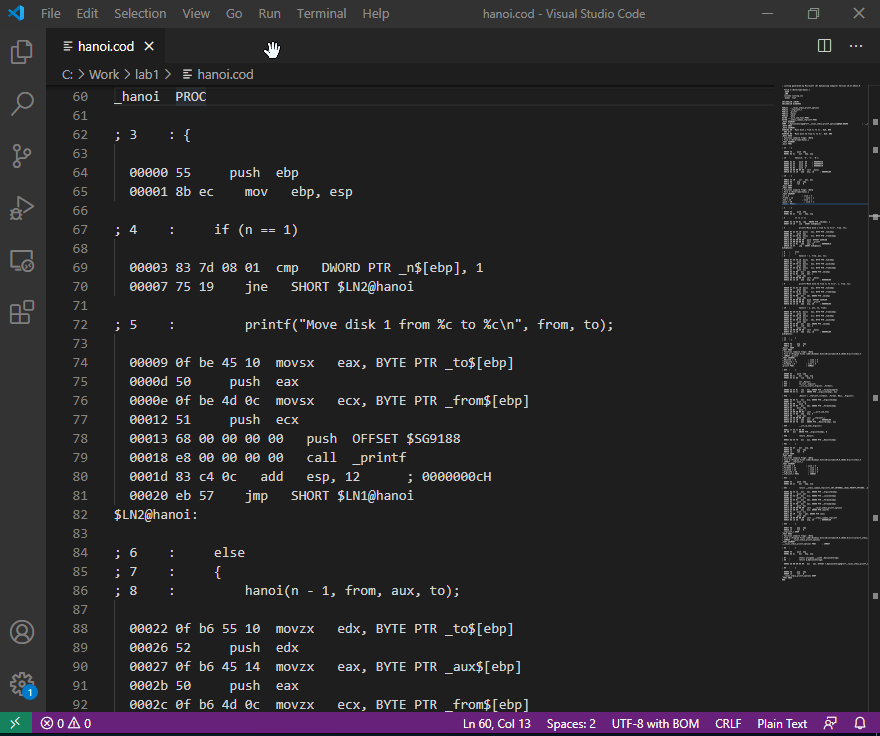 File Edit Selection View Go Run Terminal Help hanoi.cod - Visual Studio Code
hanoi.cod
C: > Work > lab1 > hanoi.cod
60 _hanoi PROC
61
62 ; 3 : {
63
64 00000 55 push ebp
65 00001 8b ec mov ebp, esp
66
67 ; 4 : if (n == 1)
68
69 00003 83 7d 08 01 cmp DWORD PTR _n$[ebp], 1
70 00007 75 19 jne SHORT $LN2@hanoi
71
72 ; 5 : printf("Move disk 1 from %c to %c\n", from, to);
73
74 00009 0f be 45 10 movsx eax, BYTE PTR _to$[ebp]
75 0000d 50 push eax
76 0000e 0f be 4d 0c movsx ecx, BYTE PTR _from$[ebp]
77 00012 51 push ecx
78 00013 68 00 00 00 00 push OFFSET $SG9188
79 00018 e8 00 00 00 00 call _printf
80 0001d 83 c4 0c add esp, 12 ; 0000000cH
81 00020 eb 57 jmp SHORT $LN1@hanoi
82 $LN2@hanoi:
83
84 ; 6 : else
85 ; 7 : {
86 ; 8 : hanoi(n - 1, from, aux, to);
87
88 00022 0f b6 55 10 movzx edx, BYTE PTR _to$[ebp]
89 00026 52 push edx
90 00027 0f b6 45 14 movzx eax, BYTE PTR _aux$[ebp]
91 0002b 50 push eax
92 0002c 0f b6 4d 0c movzx ecx, BYTE PTR _from$[ebp]
1
0 0 Ln 60, Col 13 Spaces: 2 UTF-8 with BOM CRLF Plain Text